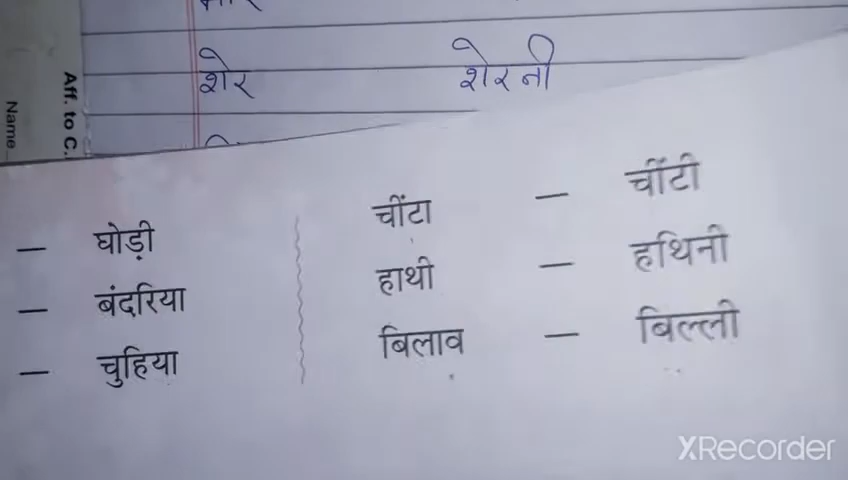 Aff. to C.
Name
शेर शेरनी
— घोड़ी
— बंदरिया
— चुहिया
चींटा — चींटी
हाथी — हथिनी
बिलाव — बिल्ली
XRecorder